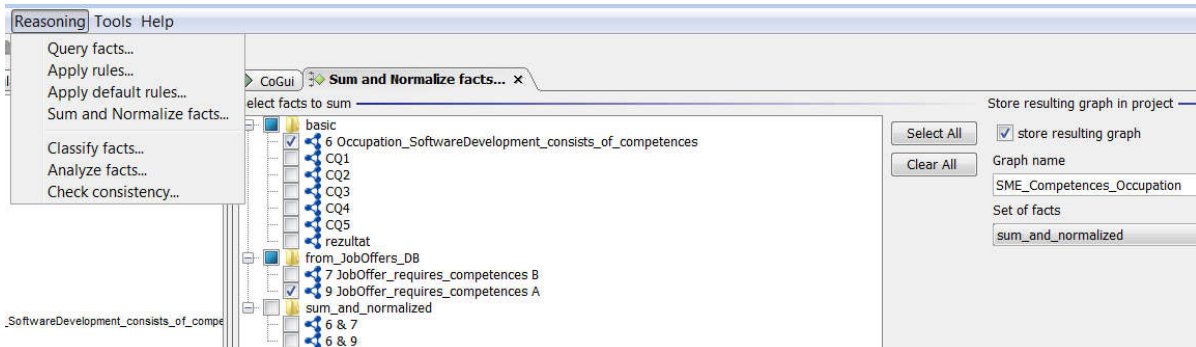 Reasoning Tools Help
Query facts...
Apply rules...
Apply default rules...
Sum and Normalize facts...
Classify facts...
Analyze facts...
Check consistency...
CoGui
Sum and Normalize facts... ×
elect facts to sum
basic
6 Occupation_SoftwareDevelopment_consists_of_competences
CQ1
CQ2
CQ3
CQ4
CQ5
rezultat
from_JobOffers_DB
7 JobOffer_requires_competences B
9 JobOffer_requires_competences A
sum_and_normalized
6 & 7
6 & 9
Select All
Clear All
Store resulting graph in project
store resulting graph
Graph name
SME_Competences_Occupation
Set of facts
sum_and_normalized
_SoftwareDevelopment_consists_of_compe